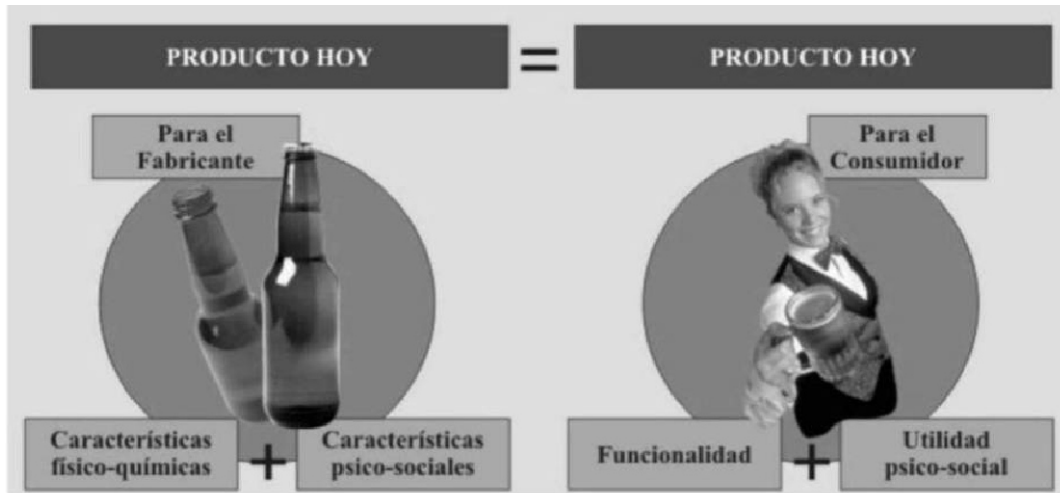 PRODUCTO HOY
=
PRODUCTO HOY
Para el
Fabricante
Para el
Consumidor
Características
físico-químicas
+
Características
psico-sociales
Funcionalidad
+
Utilidad
psico-social